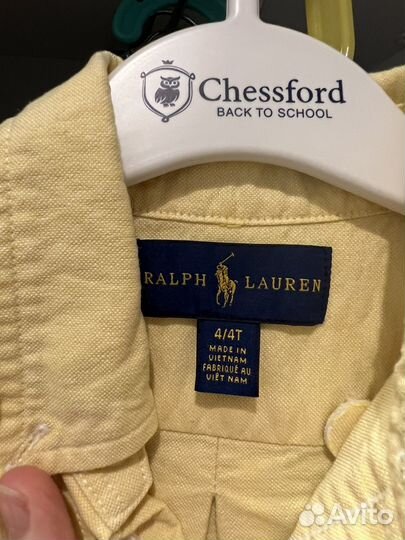 Chessford
BACK TO SCHOOL
RALPH LAUREN
4/4T
MADE IN
VIETNAM
FABRIQUÉ AU
VIÊT NAM
Avito